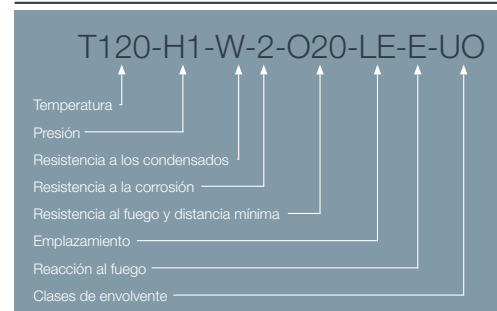 T120-H1-W-2-O20-LE-E-UO
Temperatura
Presión
Resistencia a los condensados
Resistencia a la corrosión
Resistencia al fuego y distancia mínima
Emplazamiento
Reacción al fuego
Clases de envolvente